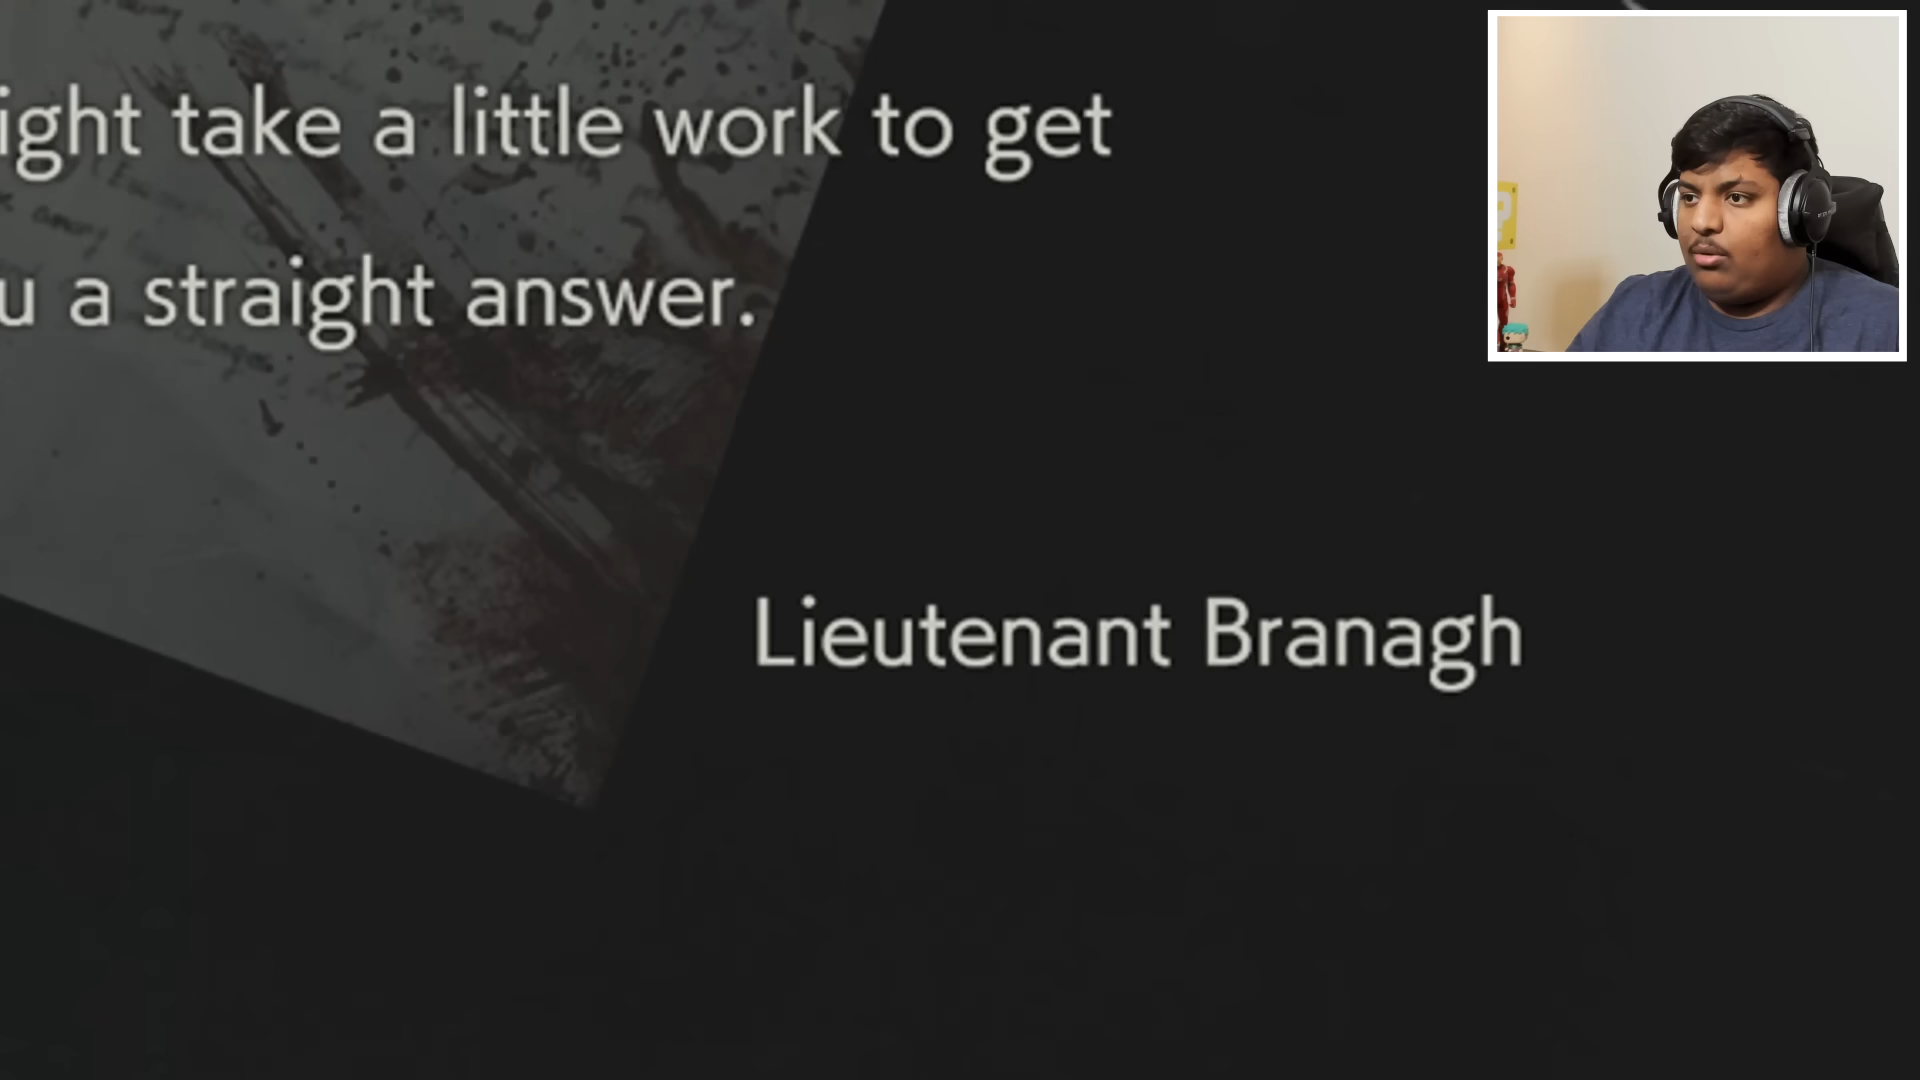 ight take a little work to get
u a straight answer.
Lieutenant Branagh